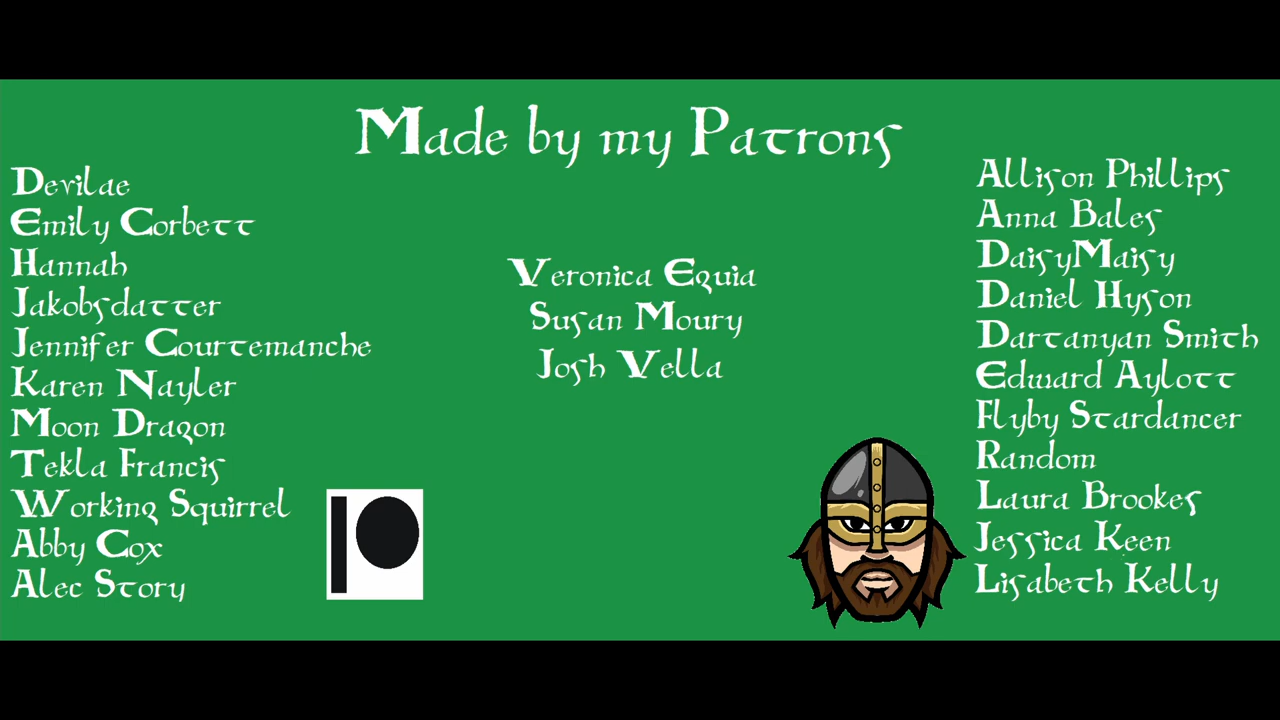 Made by my Patrons
Devilae
Emily Corbett
Hannah
Jakobsdatter
Jennifer Courtemanche
Karen Nayler
Moon Dragon
Tekla Francis
Working Squirrel
Abby Cox
Alec Story
Veronica Equia
Susan Moury
Josh Vella
Allison Phillips
Anna Bales
DaisyMaisy
Daniel Hyson
Dartanyan Smith
Edward Aylott
Flyby Stardancer
Random
Laura Brookes
Jessica Keen
Lisabeth Kelly